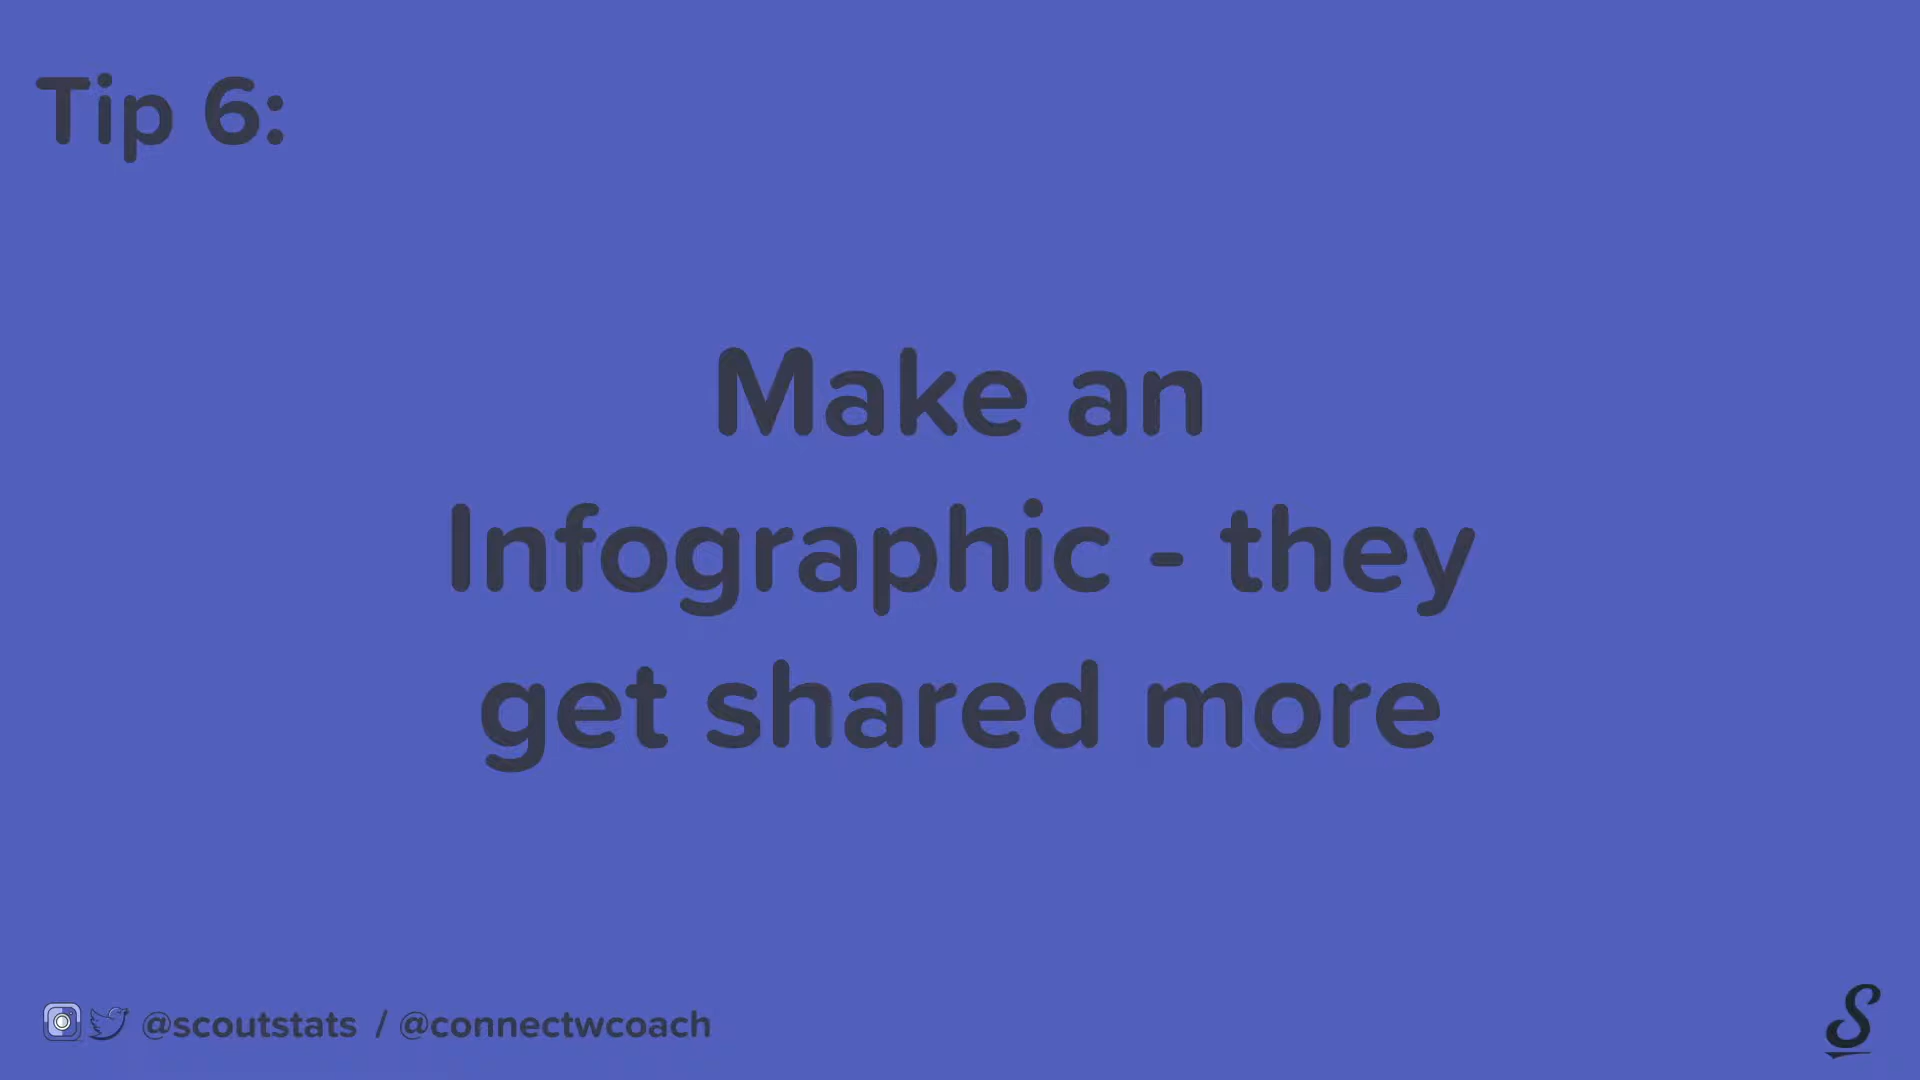 Tip 6:
Make an
Infographic - they
get shared more
@scoutstats / @connectwcoach
S